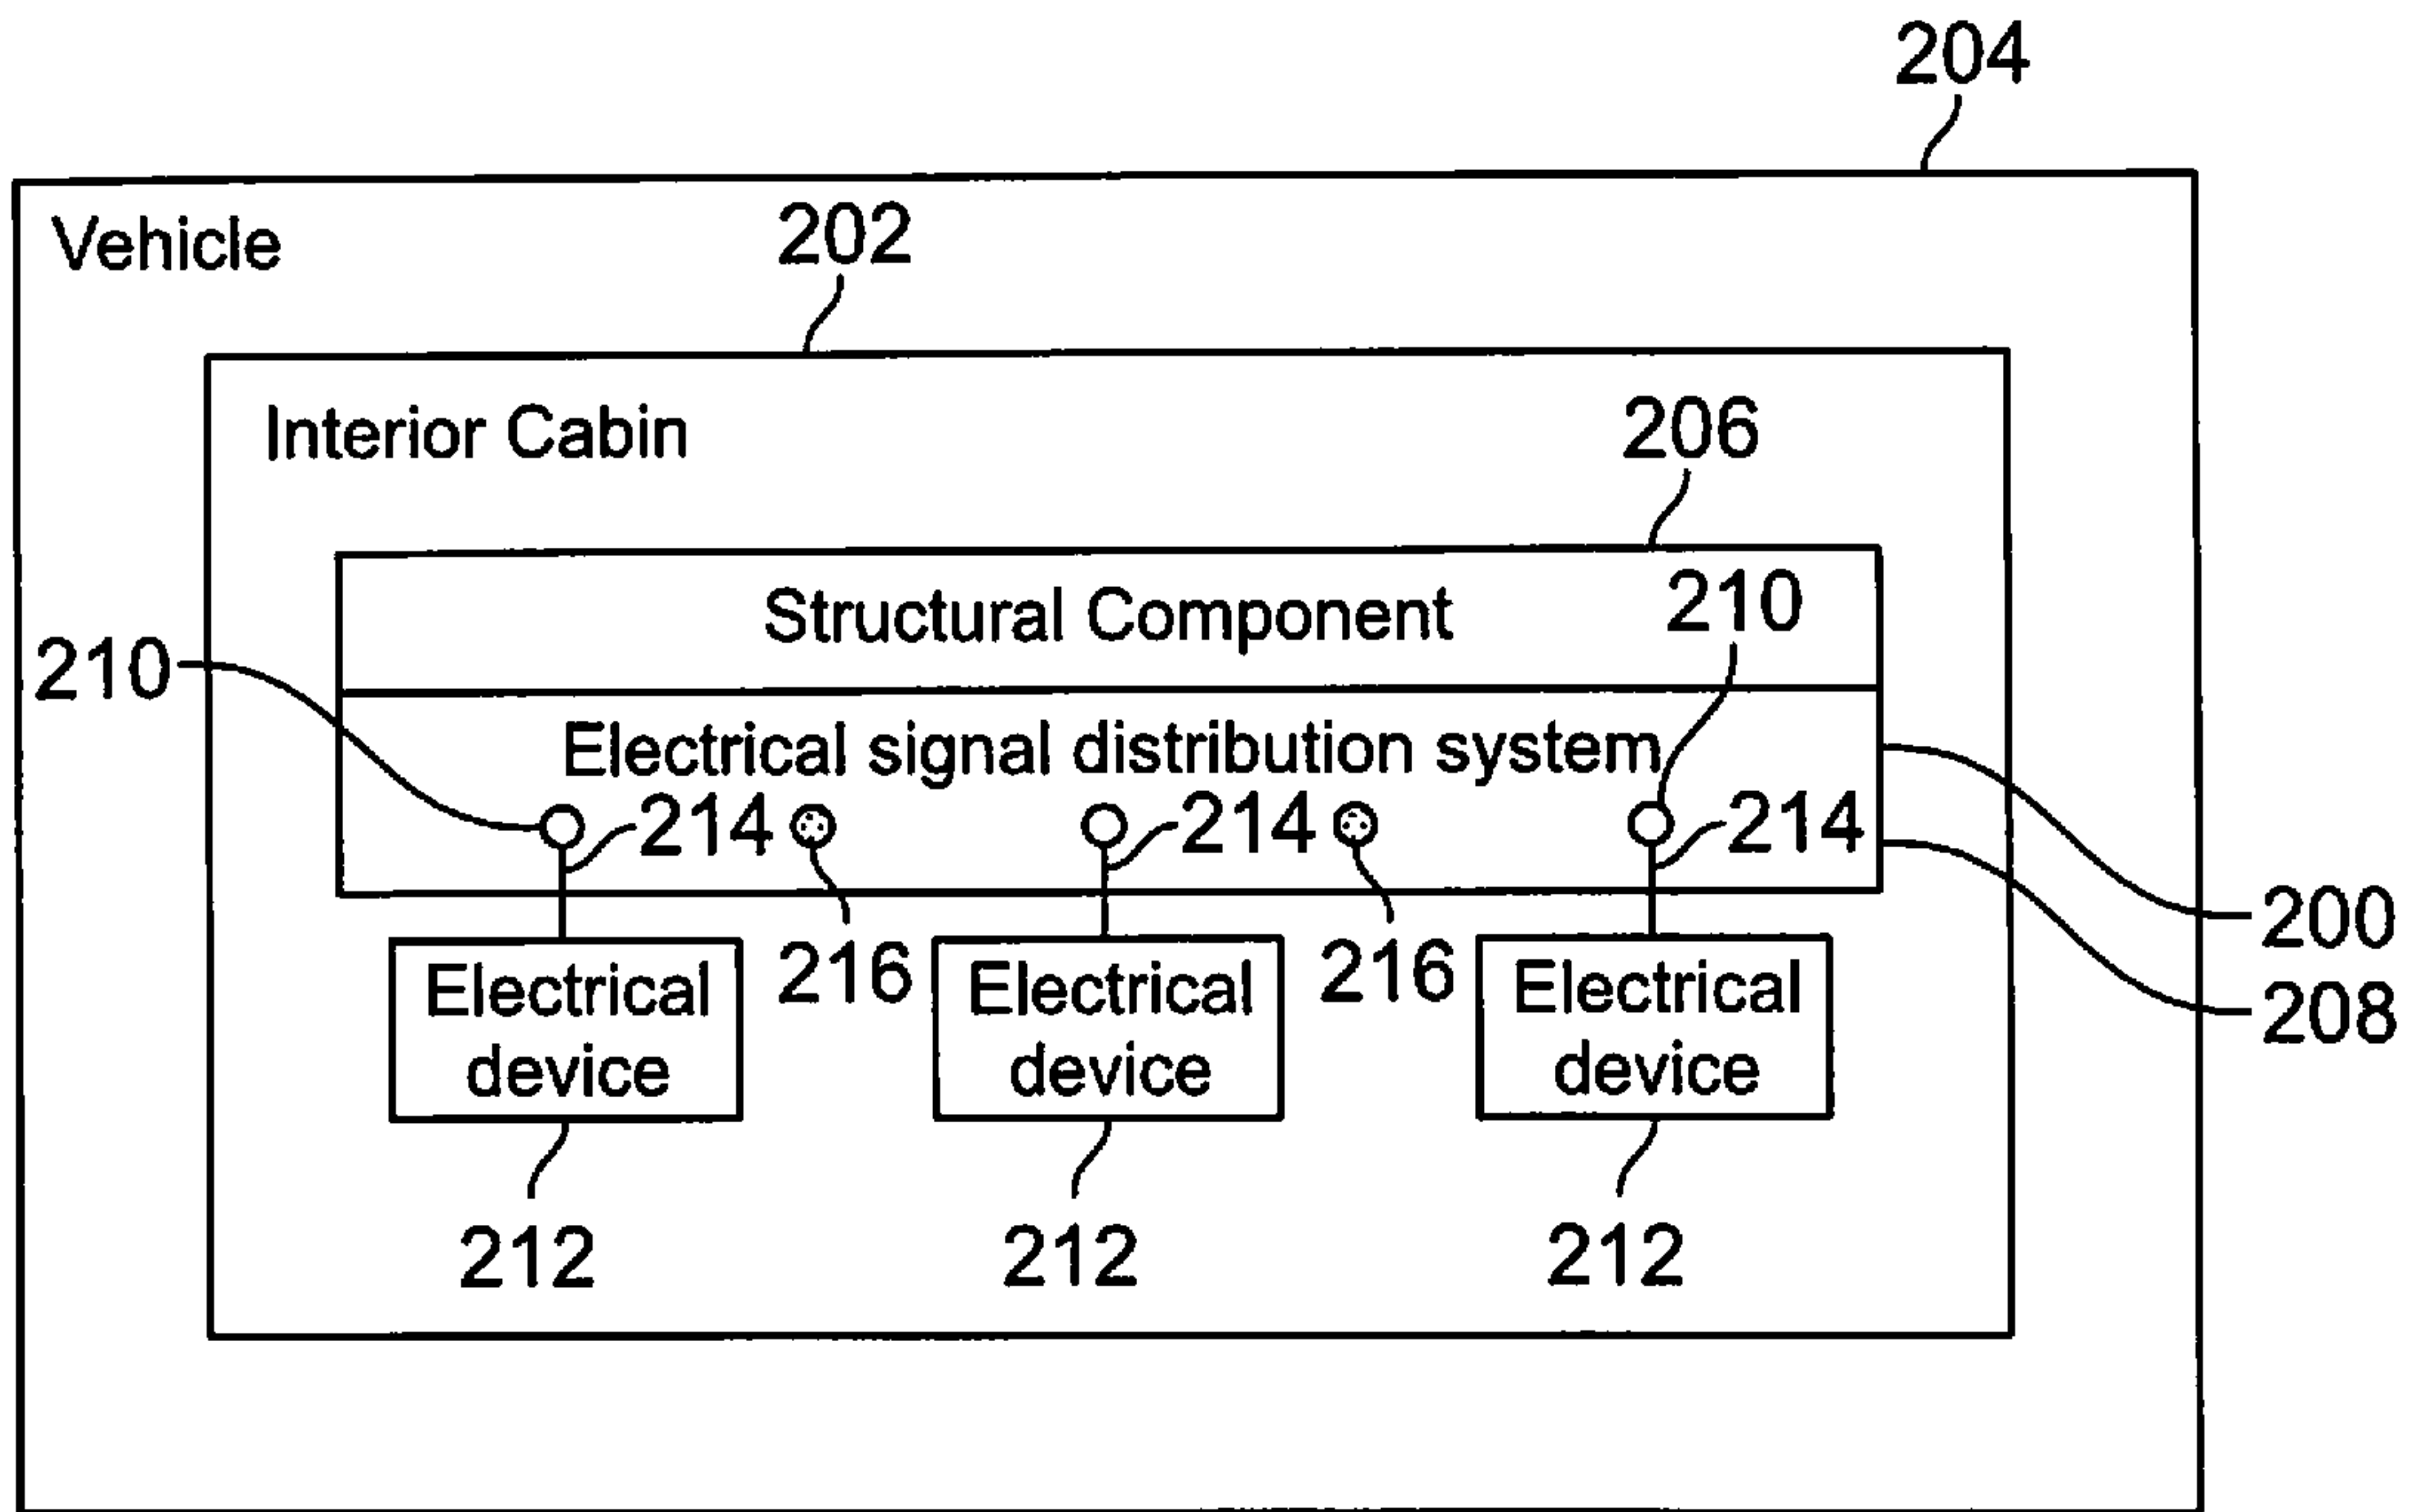 204
Vehicle
202
Interior Cabin
206
Structural Component
210
210
Electrical signal distribution system
214
214
214
200
216
216
208
Electrical
device
Electrical
device
Electrical
device
212
212
212